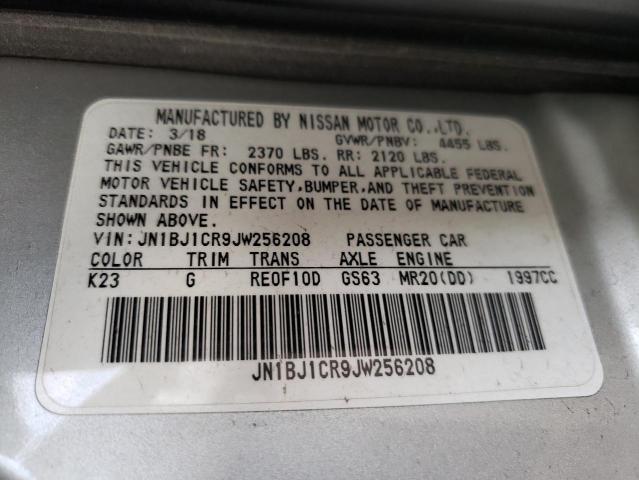 MANUFACTURED BY NISSAN MOTOR CO.,LTD.
DATE: 3/18 GVWR/PNBV: 4455 LBS.
GAWR/PNBE FR: 2370 LBS. RR: 2120 LBS.
THIS VEHICLE CONFORMS TO ALL APPLICABLE FEDERAL
MOTOR VEHICLE SAFETY,BUMPER,AND THEFT PREVENTION
STANDARDS IN EFFECT ON THE DATE OF MANUFACTURE
SHOWN ABOVE.
VIN: JN1BJ1CR9JW256208 PASSENGER CAR
COLOR TRIM TRANS AXLE ENGINE
K23 G RE0F10D GS63 MR20(DD) 1997CC
JN1BJ1CR9JW256208